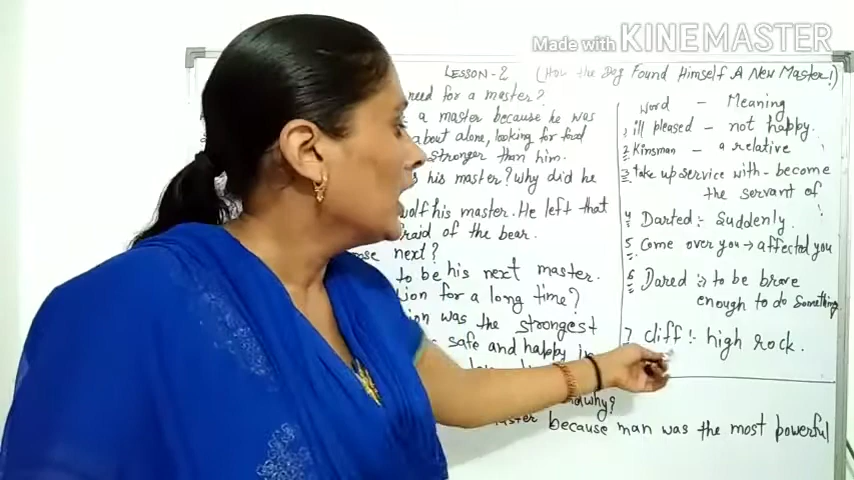 Made with KINEMASTER
LESSON-2 (How the Dog Found Himself A New Master!)
need for a master?
a master because he was
about alone, looking for food
stronger than him.
his master? why did he
wolf his master. He left that
afraid of the bear.
next?
to be his next master.
for a long time?
was the strongest
safe and happy in
and why?
because man was the most powerful
Word - Meaning
1 ill pleased - not happy.
2 Kinsman - a relative
3 take up service with - become
the servant of
4 Darted :- Suddenly.
5 Come over you → affected you
6 Dared :→ to be brave
enough to do something
7 cliff :- high rock.